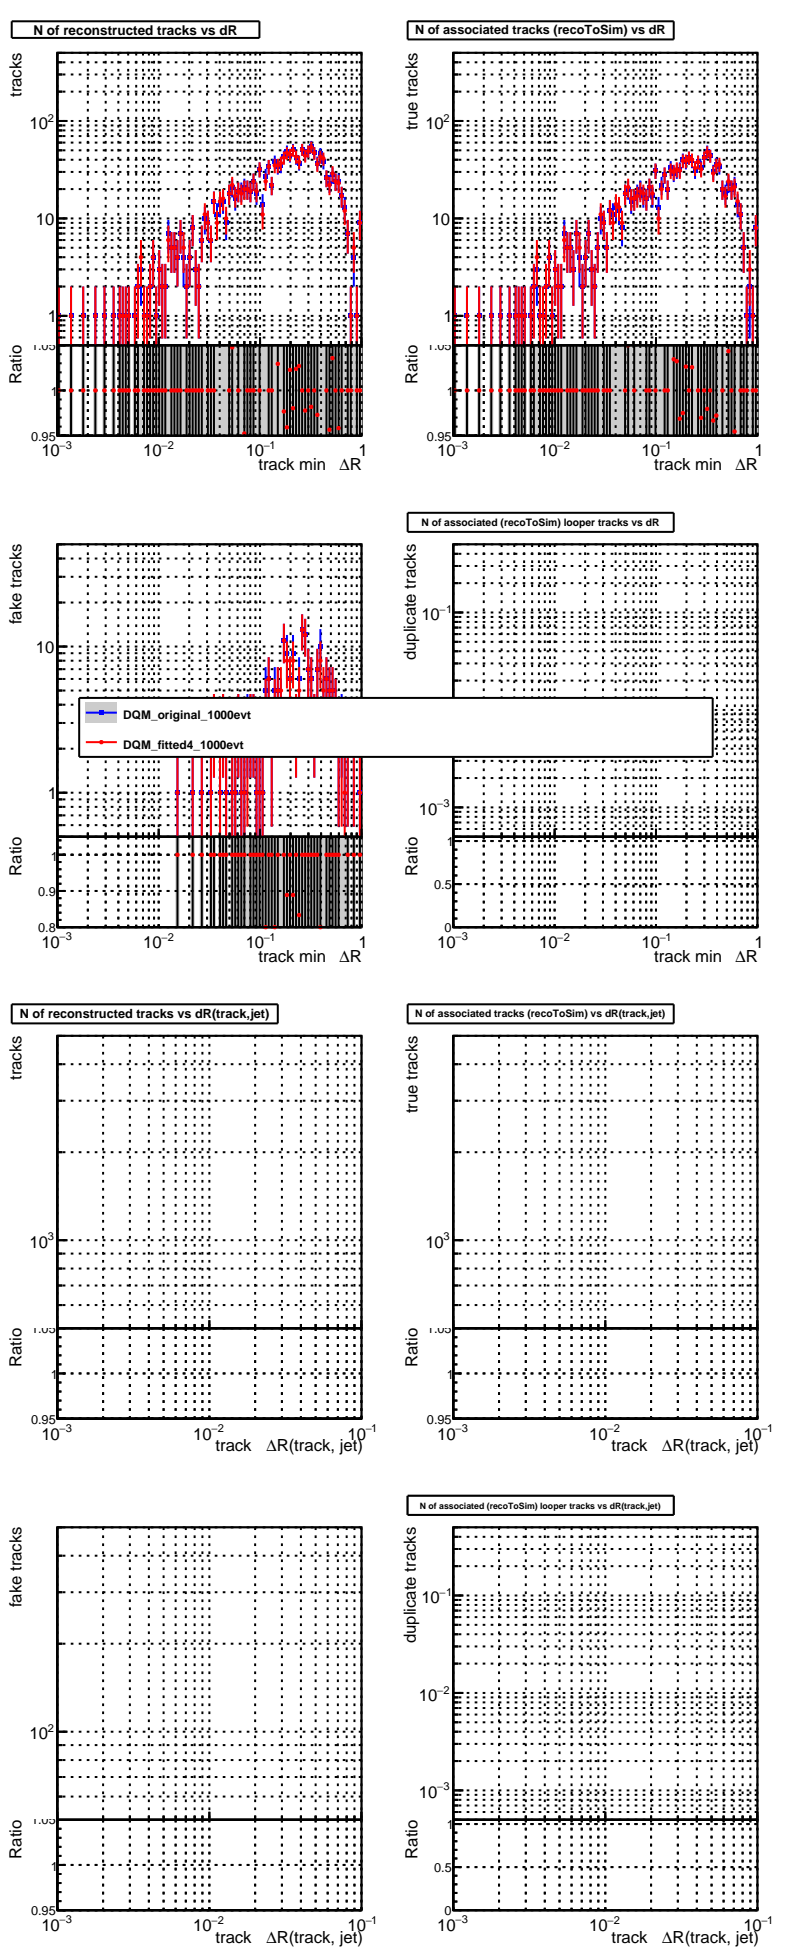 N of reconstructed tracks vs dR
tracks
10²
10
1
Ratio
1.05
1
0.95
10⁻³ 10⁻² 10⁻¹ 1
track min ΔR
N of associated tracks (recoToSim) vs dR
true tracks
10²
10
1
Ratio
1.05
1
0.95
10⁻³ 10⁻² 10⁻¹ 1
track min ΔR
fake tracks
10
1
Ratio
1
0.9
0.8
10⁻³ 10⁻² 10⁻¹ 1
track min ΔR
N of associated (recoToSim) looper tracks vs dR
duplicate tracks
10⁻¹
10⁻³
Ratio
1
0.5
0
10⁻³ 10⁻² 10⁻¹ 1
track min ΔR
DQM_original_1000evt
DQM_fitted4_1000evt
N of reconstructed tracks vs dR(track,jet)
tracks
10³
Ratio
1.05
1
0.95
10⁻³ 10⁻² 10⁻¹
track ΔR(track, jet)
N of associated tracks (recoToSim) vs dR(track,jet)
true tracks
10³
Ratio
1.05
1
0.95
10⁻³ 10⁻² 10⁻¹
track ΔR(track, jet)
fake tracks
10²
Ratio
1.05
1
0.95
10⁻³ 10⁻² 10⁻¹
track ΔR(track, jet)
N of associated (recoToSim) looper tracks vs dR(track,jet)
duplicate tracks
10⁻¹
10⁻²
10⁻³
Ratio
1
0.5
0
10⁻³ 10⁻² 10⁻¹
track ΔR(track, jet)